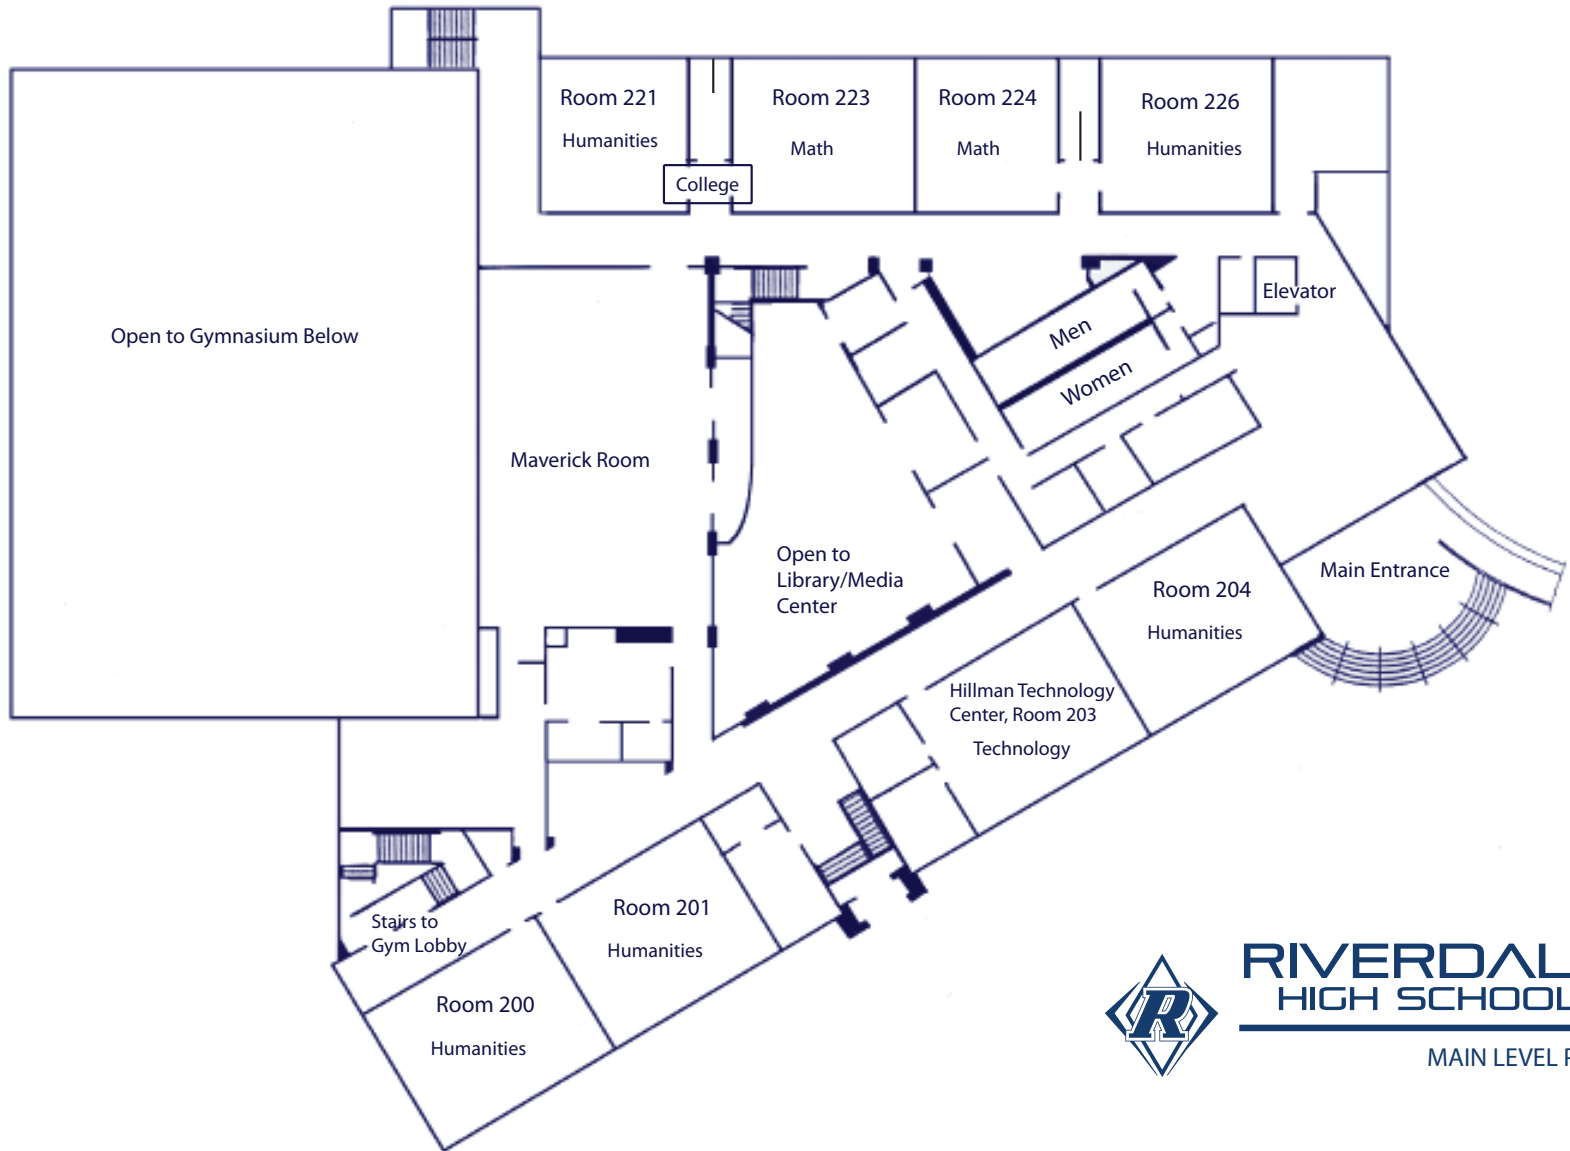 Room 221
Humanities
College
Room 223
Math
Room 224
Math
Room 226
Humanities
Open to Gymnasium Below
Maverick Room
Men
Women
Elevator
Open to
Library/Media
Center
Main Entrance
Room 204
Humanities
Hillman Technology
Center, Room 203
Technology
Room 201
Humanities
Stairs to
Gym Lobby
Room 200
Humanities
R
RIVERDAL
HIGH SCHOOL
MAIN LEVEL